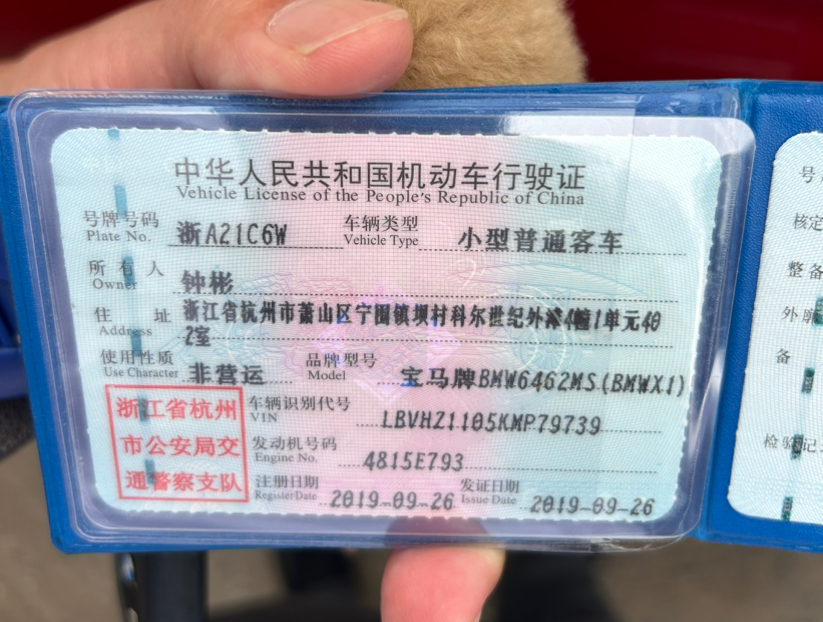 中华人民共和国机动车行驶证
Vehicle License of the People's Republic of China
号牌号码 浙A21C6W 车辆类型 小型普通客车
Plate No. Vehicle Type
所有人 钟彬
Owner
住址 浙江省杭州市萧山区宁围镇坝村科尔世纪外滩4幢1单元40
Address 2室
使用性质 非营运 品牌型号 宝马牌BMW6462MS(BMWX1)
Use Character Model
浙江省杭州
市公安局交
通警察支队
车辆识别代号 LBVHZ1105KMP79739
VIN
发动机号码 4815E793
Engine No.
注册日期 2019-09-26 发证日期 2019-09-26
Register Date Issue Date
号
核定
整备
外廓
备
检验记